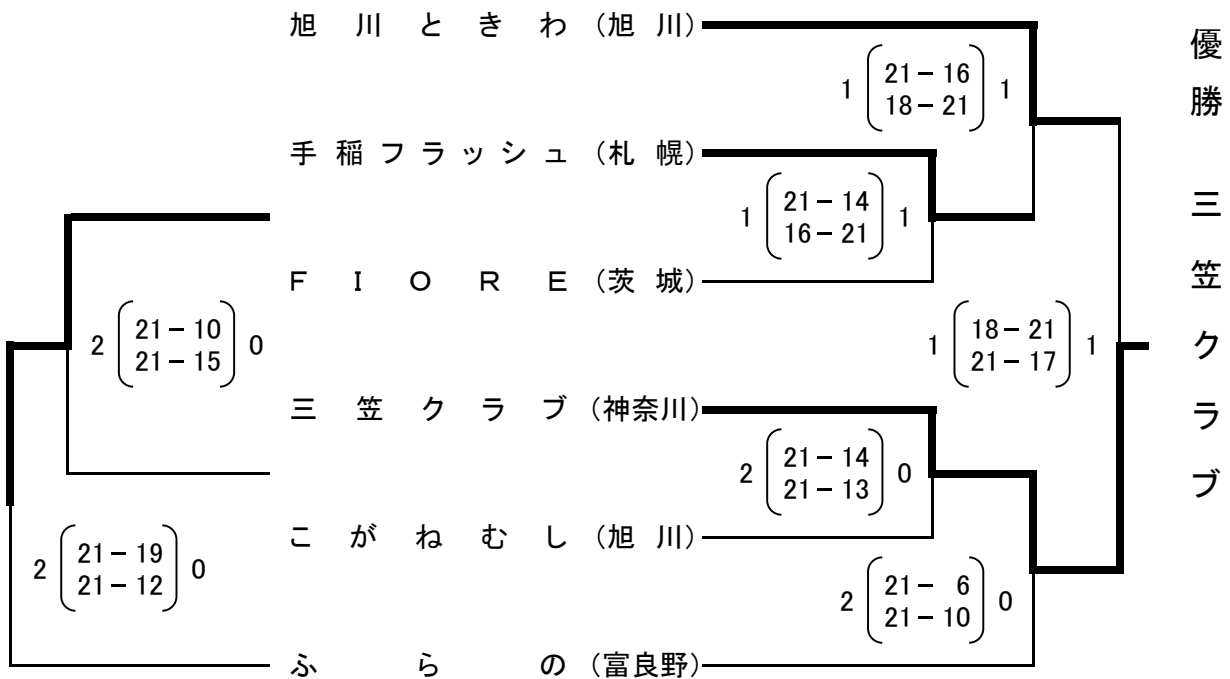 旭川ときわ（旭川）
1 21－16 1
18－21
手稲フラッシュ（札幌）
1 21－14 1
16－21
ＦＩＯＲＥ（茨城）
2 21－10 0
21－15
1 18－21 1
21－17
三笠クラブ（神奈川）
2 21－14 0
21－13
こがねむし（旭川）
2 21－19 0
21－12
2 21－ 6 0
21－10
ふらの（富良野）
優勝 三笠クラブ